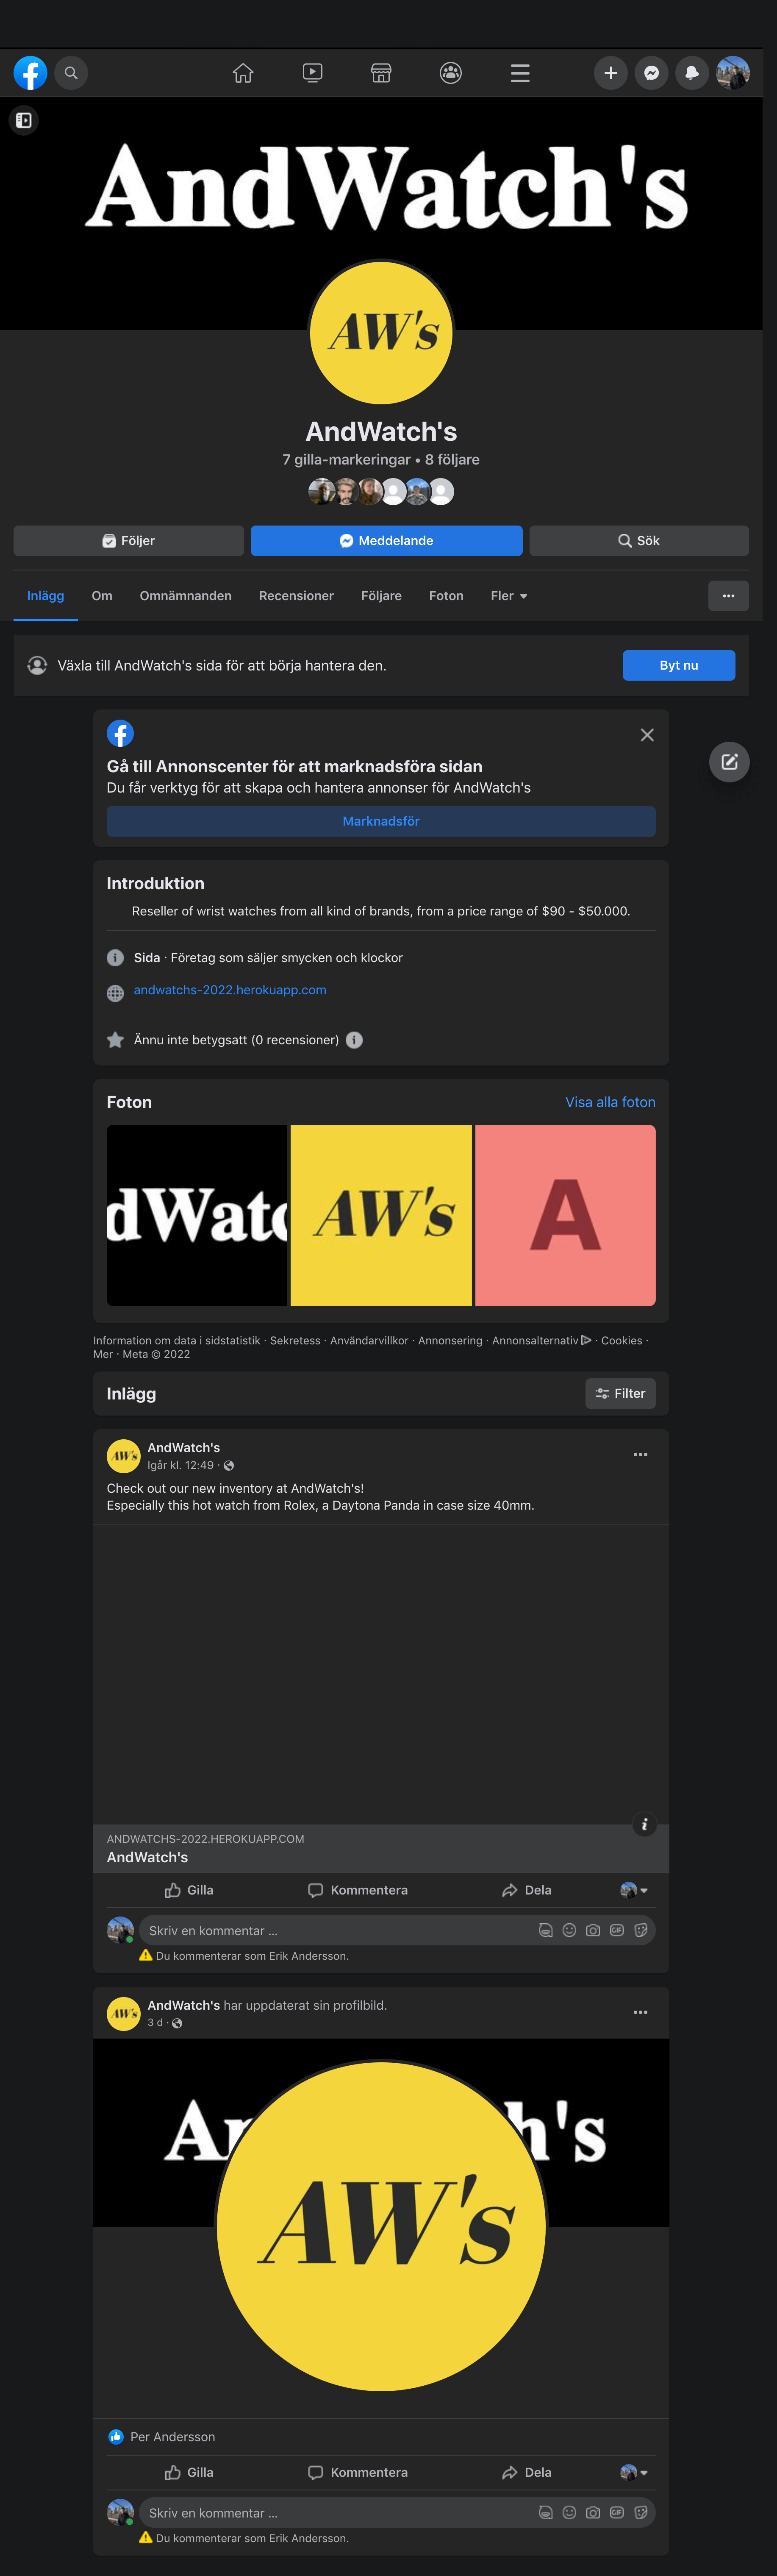 AndWatch's
AW's
AndWatch's
7 gilla-markeringar • 8 följare
Följer
Meddelande
Sök
Inlägg
Om
Omnämnanden
Recensioner
Följare
Foton
Fler
Växla till AndWatch's sida för att börja hantera den.
Byt nu
Gå till Annonscenter för att marknadsföra sidan
Du får verktyg för att skapa och hantera annonser för AndWatch's
Marknadsför
Introduktion
Reseller of wrist watches from all kind of brands, from a price range of $90 - $50.000.
Sida · Företag som säljer smycken och klockor
andwatchs-2022.herokuapp.com
Ännu inte betygsatt (0 recensioner)
Foton
Visa alla foton
dWatc
AW's
A
Information om data i sidstatistik · Sekretess · Användarvillkor · Annonsering · Annonsalternativ · Cookies ·
Mer · Meta © 2022
Inlägg
Filter
AW's
AndWatch's
Igår kl. 12:49 ·
Check out our new inventory at AndWatch's!
Especially this hot watch from Rolex, a Daytona Panda in case size 40mm.
ANDWATCHS-2022.HEROKUAPP.COM
AndWatch's
Gilla
Kommentera
Dela
Skriv en kommentar ...
GIF
Du kommenterar som Erik Andersson.
AW's
AndWatch's har uppdaterat sin profilbild.
3 d ·
An
h's
AW's
Per Andersson
Gilla
Kommentera
Dela
Skriv en kommentar ...
GIF
Du kommenterar som Erik Andersson.